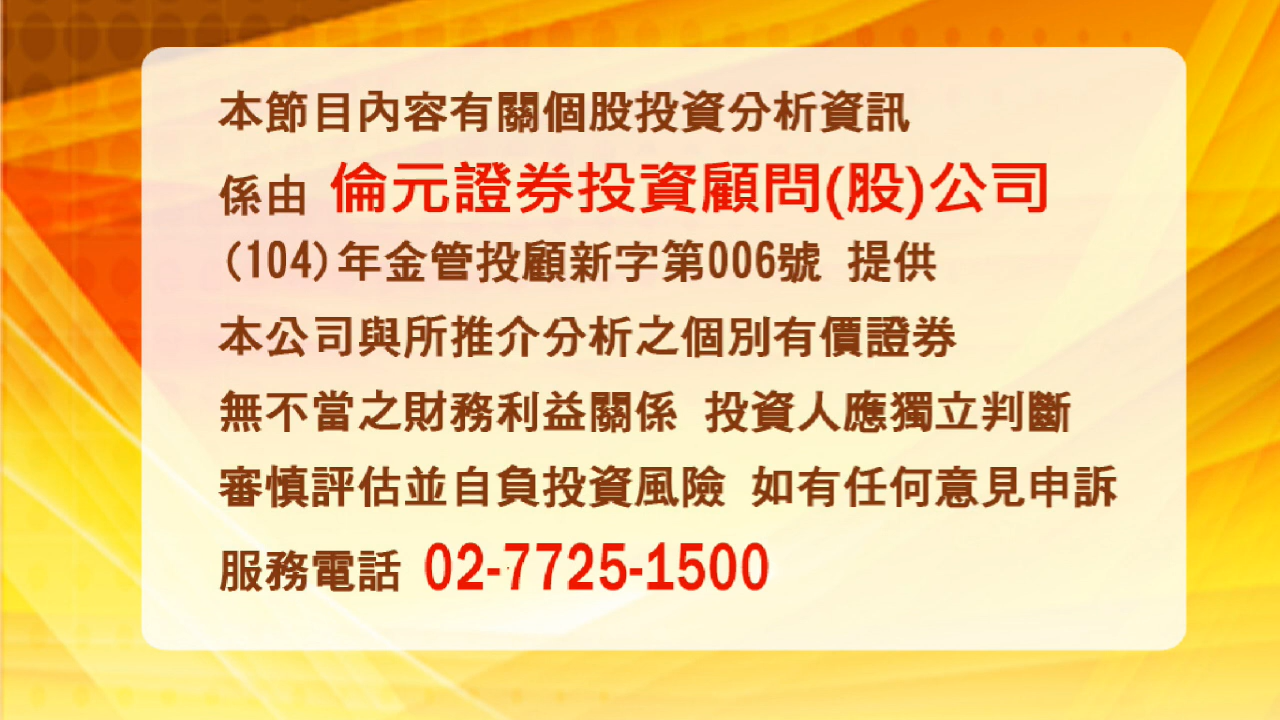 本節目內容有關個股投資分析資訊
係由 倫元證券投資顧問(股)公司
(104)年金管投顧新字第006號 提供
本公司與所推介分析之個別有價證券
無不當之財務利益關係 投資人應獨立判斷
審慎評估並自負投資風險 如有任何意見申訴
服務電話 02-7725-1500